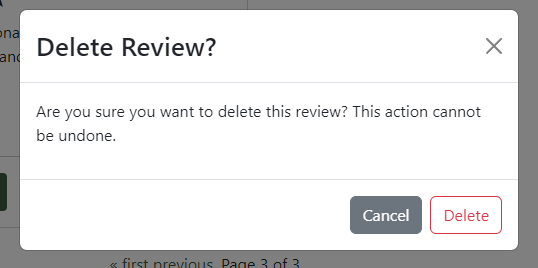 Delete Review?
Are you sure you want to delete this review? This action cannot
be undone.
Cancel
Delete
« first previous Page 3 of 3